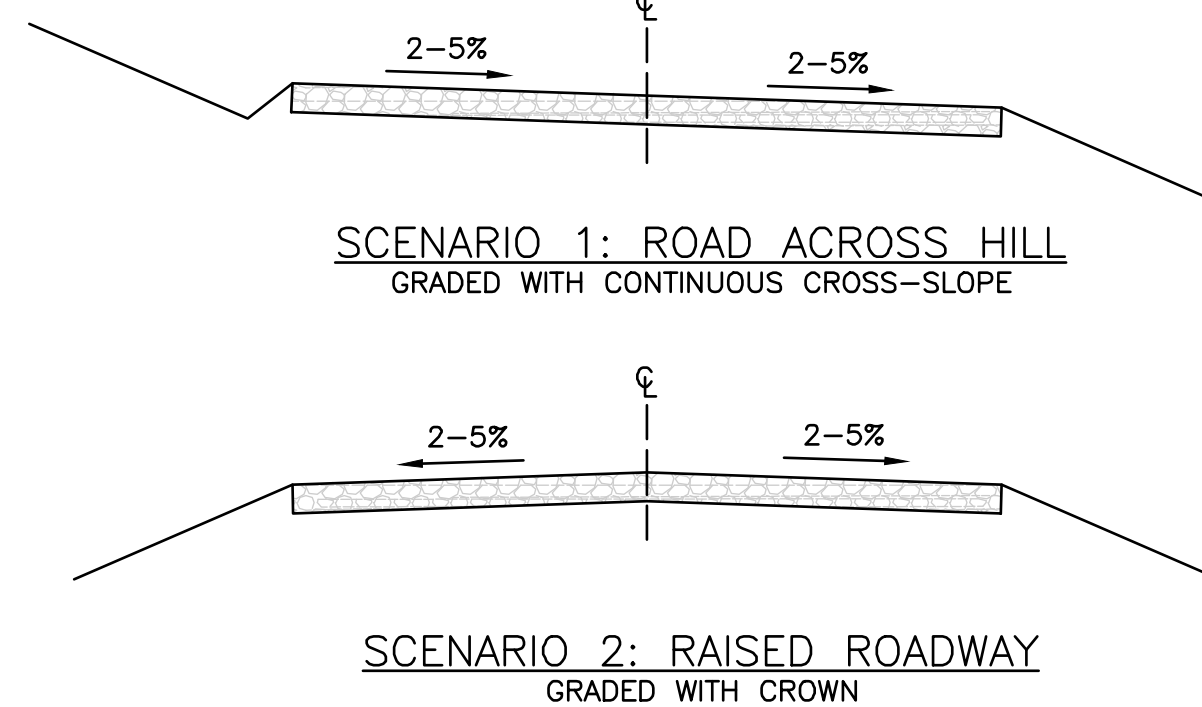 ℄
2-5%
2-5%
SCENARIO 1: ROAD ACROSS HILL
GRADED WITH CONTINUOUS CROSS-SLOPE
℄
2-5%
2-5%
SCENARIO 2: RAISED ROADWAY
GRADED WITH CROWN